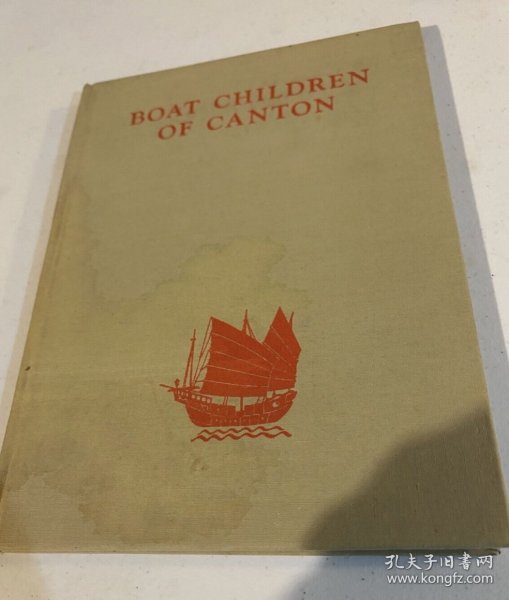 BOAT CHILDREN
OF CANTON
孔夫子旧书网
www.kongfz.com